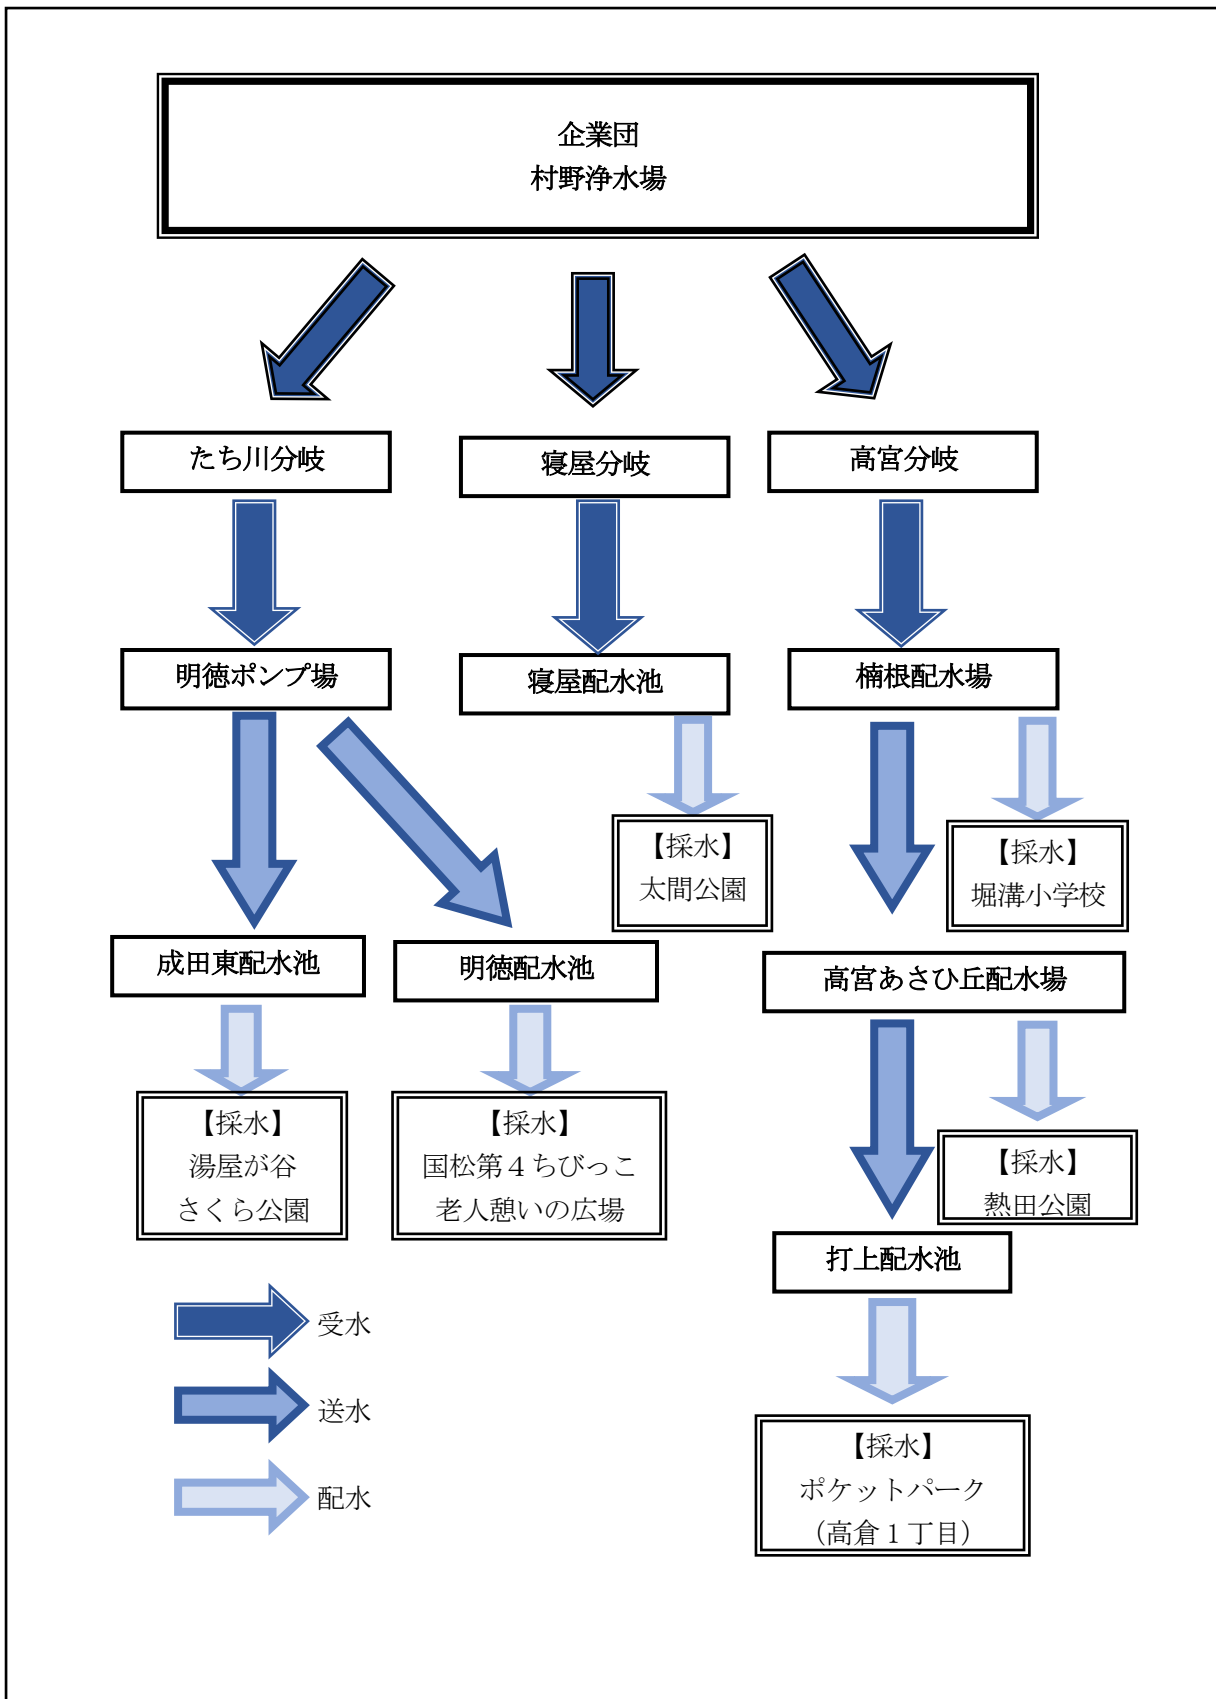 企業団
村野浄水場
たち川分岐
寝屋分岐
高宮分岐
明徳ポンプ場
寝屋配水池
楠根配水場
【採水】
太間公園
【採水】
堀溝小学校
成田東配水池
明徳配水池
高宮あさひ丘配水場
【採水】
湯屋が谷
さくら公園
【採水】
国松第４ちびっこ
老人憩いの広場
【採水】
熱田公園
打上配水池
受水
送水
配水
【採水】
ポケットパーク
（高倉１丁目）